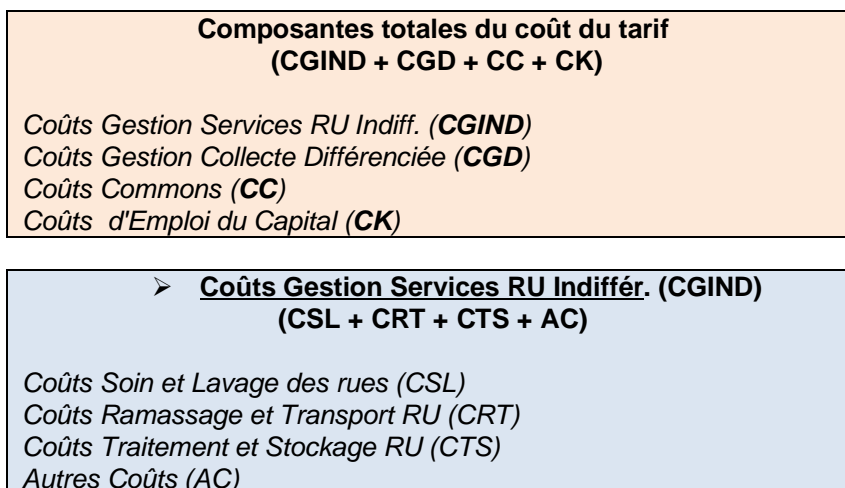 Composantes totales du coût du tarif
(CGIND + CGD + CC + CK)
Coûts Gestion Services RU Indiff. (CGIND)
Coûts Gestion Collecte Différenciée (CGD)
Coûts Commons (CC)
Coûts d'Emploi du Capital (CK)
➢ Coûts Gestion Services RU Indiffér. (CGIND)
(CSL + CRT + CTS + AC)
Coûts Soin et Lavage des rues (CSL)
Coûts Ramassage et Transport RU (CRT)
Coûts Traitement et Stockage RU (CTS)
Autres Coûts (AC)